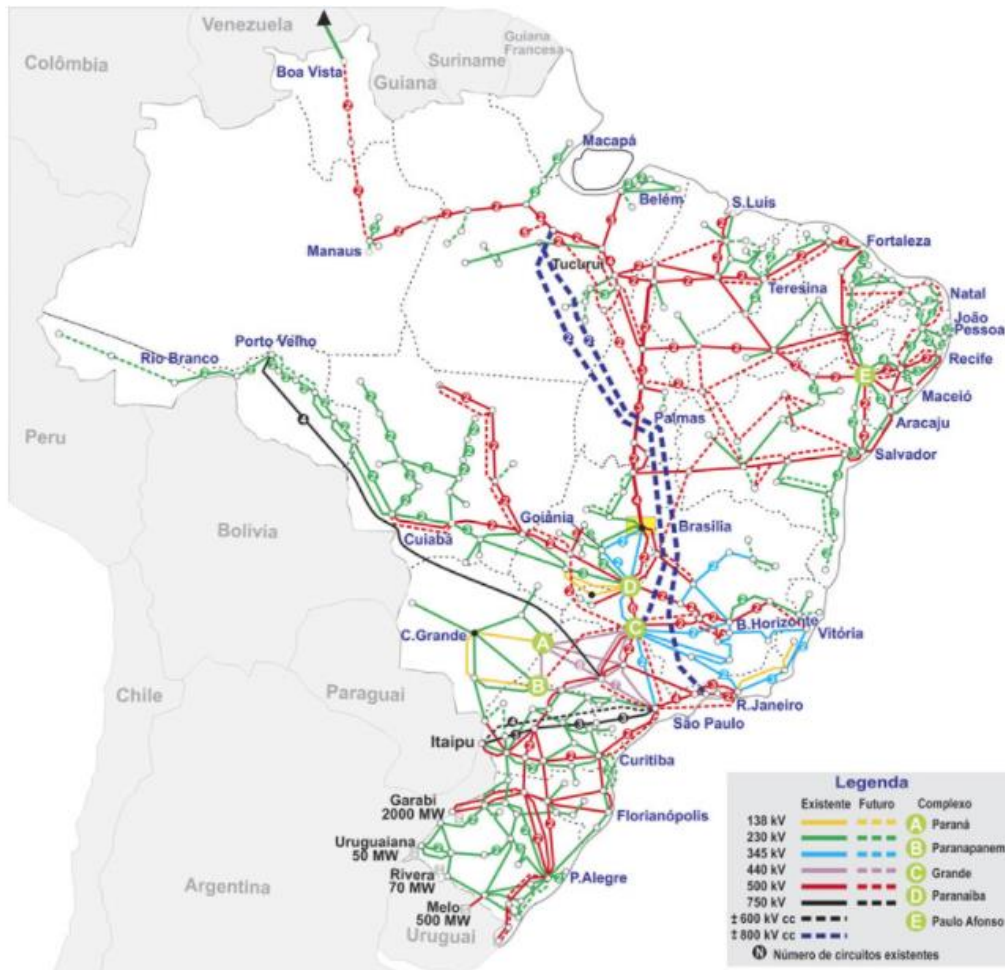 Venezuela
Guiana
Francesa
Suriname
Colômbia
Boa Vista
Guiana
Macapá
Belém
S.Luis
Manaus
Fortaleza
Tucuruí
Teresina
Natal
João
Pessoa
Porto Velho
Rio Branco
Recife
E
Maceió
Peru
Palmas
Aracaju
Salvador
Goiânia
Brasília
Bolívia
Cuiabá
D
C
B.Horizonte
Vitória
C.Grande
A
B
Chile
Paraguai
R.Janeiro
São Paulo
Itaipu
Curitiba
Garabi
2000 MW
Florianópolis
Uruguaiana
50 MW
Rivera
70 MW
P.Alegre
Argentina
Melo
500 MW
Uruguai
Legenda
Existente Futuro Complexo
138 kV A Paraná
230 kV
345 kV B Paranapanem
440 kV C Grande
500 kV
750 kV D Paranaíba
±600 kV cc
±800 kV cc E Paulo Afonso
N Número de circuitos existentes